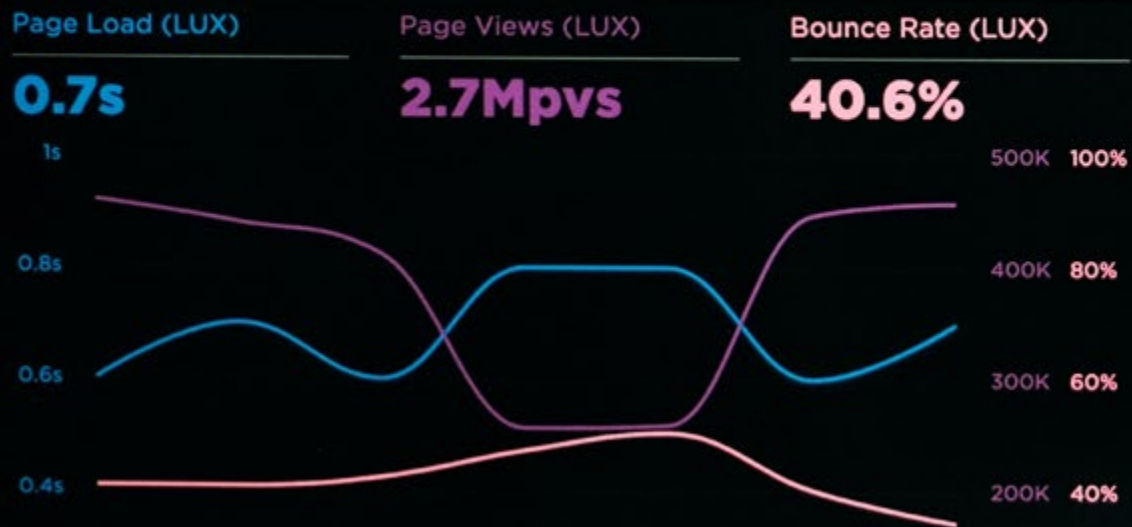 Page Load (LUX)
Page Views (LUX)
Bounce Rate (LUX)
0.7s
2.7Mpvs
40.6%
1s
500K 100%
0.8s
400K 80%
0.6s
300K 60%
0.4s
200K 40%